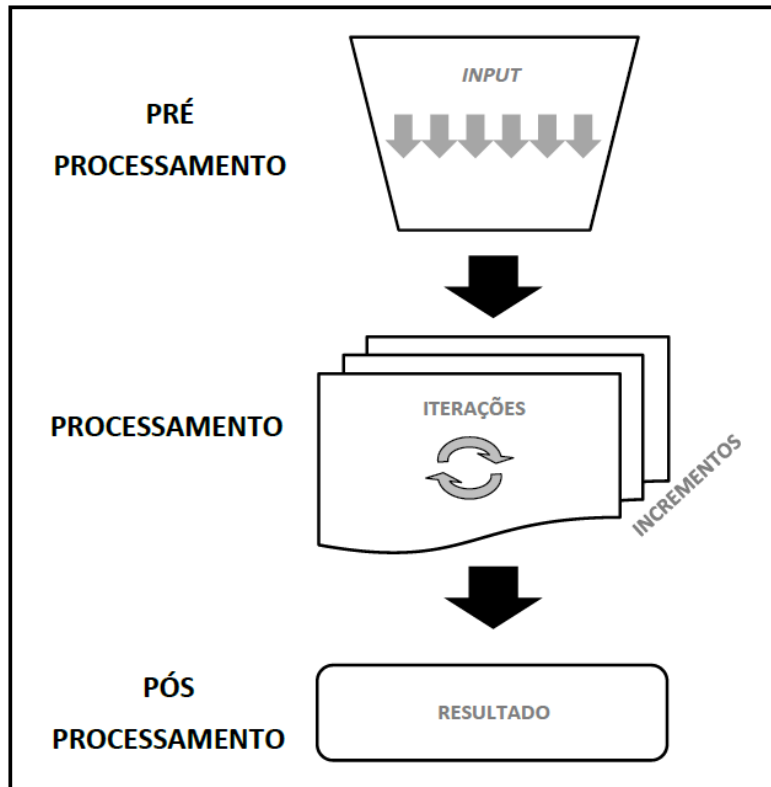 PRÉ
PROCESSAMENTO
INPUT
PROCESSAMENTO
ITERAÇÕES
INCREMENTOS
PÓS
PROCESSAMENTO
RESULTADO